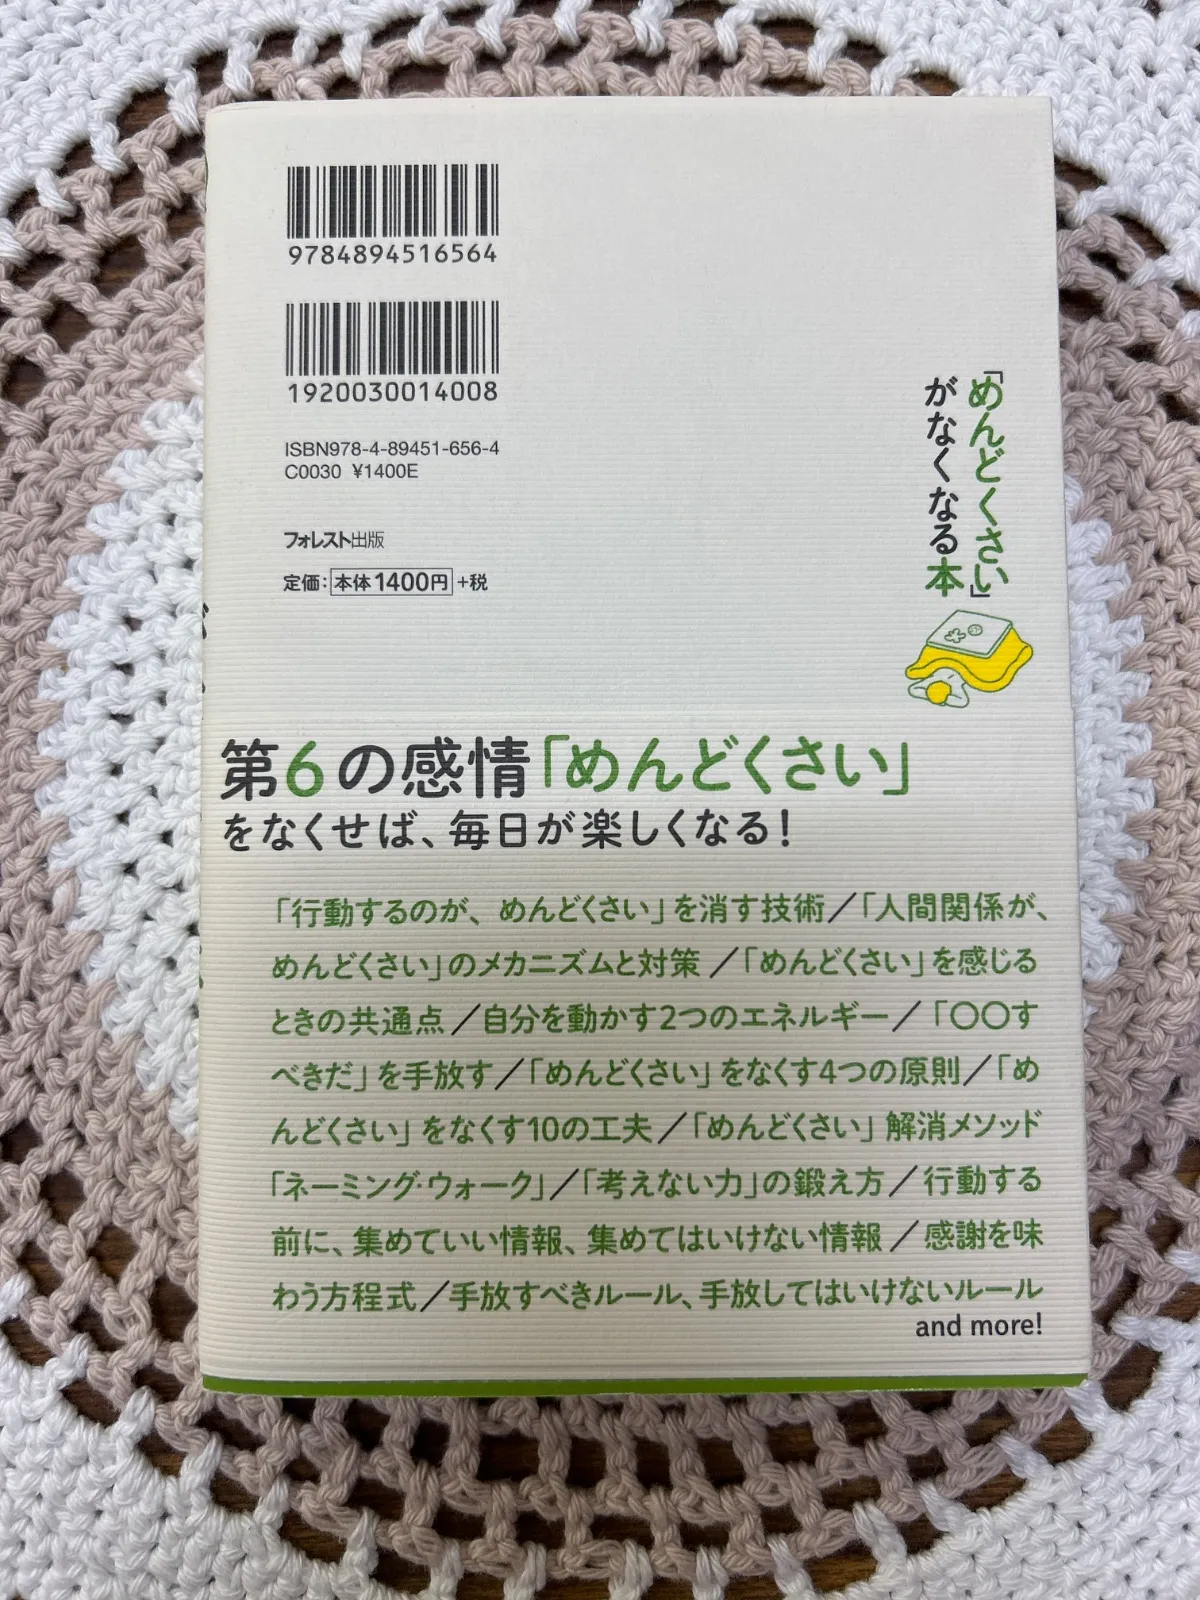 9784894516564
1920030014008
ISBN978-4-89451-656-4
C0030 ¥1400E
フォレスト出版
定価：本体1400円+税
「めんどくさい」
がなくなる本
第6の感情「めんどくさい」
をなくせば、毎日が楽しくなる！
「行動するのが、めんどくさい」を消す技術／「人間関係が、
めんどくさい」のメカニズムと対策／「めんどくさい」を感じる
ときの共通点／自分を動かす2つのエネルギー／「〇〇す
べきだ」を手放す／「めんどくさい」をなくす4つの原則／「め
んどくさい」をなくす10の工夫／「めんどくさい」解消メソッド
「ネーミング・ウォーク」／「考えない力」の鍛え方／行動する
前に、集めていい情報、集めてはいけない情報／感謝を味
わう方程式／手放すべきルール、手放してはいけないルール
and more!